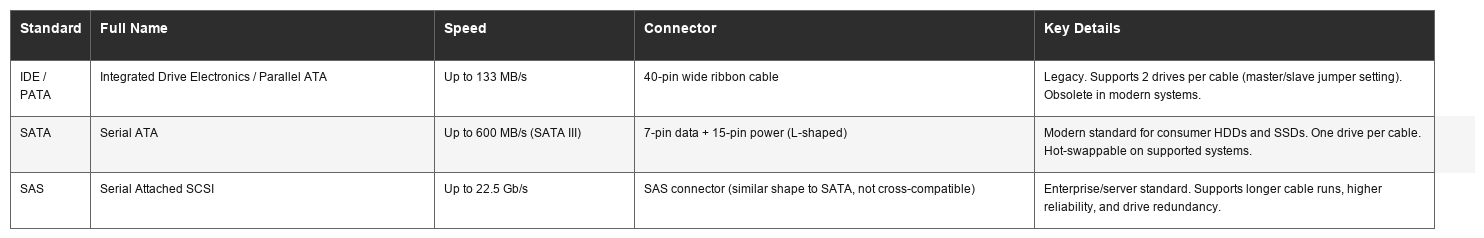 Standard Full Name Speed Connector Key Details
IDE / Integrated Drive Electronics / Parallel ATA Up to 133 MB/s 40-pin wide ribbon cable Legacy. Supports 2 drives per cable (master/slave jumper setting).
PATA Obsolete in modern systems.
SATA Serial ATA Up to 600 MB/s (SATA III) 7-pin data + 15-pin power (L-shaped) Modern standard for consumer HDDs and SSDs. One drive per cable.
Hot-swappable on supported systems.
SAS Serial Attached SCSI Up to 22.5 Gb/s SAS connector (similar shape to SATA, not cross-compatible) Enterprise/server standard. Supports longer cable runs, higher
reliability, and drive redundancy.